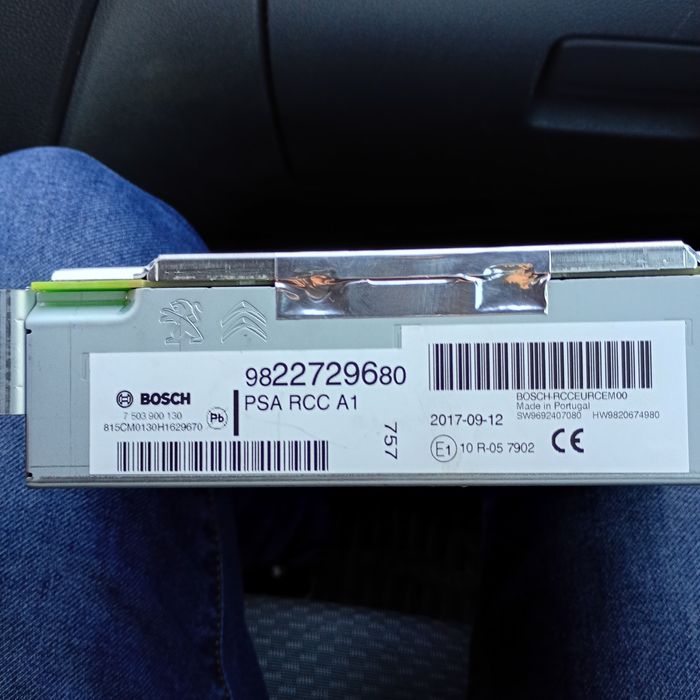 BOSCH
7 503 900 130
815CM0130H1629670
Pb
9822729680
PSA RCC A1
757
BOSCH-RCCEURCEM00
Made in Portugal
2017-09-12
SW9692407080 HW9820674980
E1 10 R-05 7902
CE